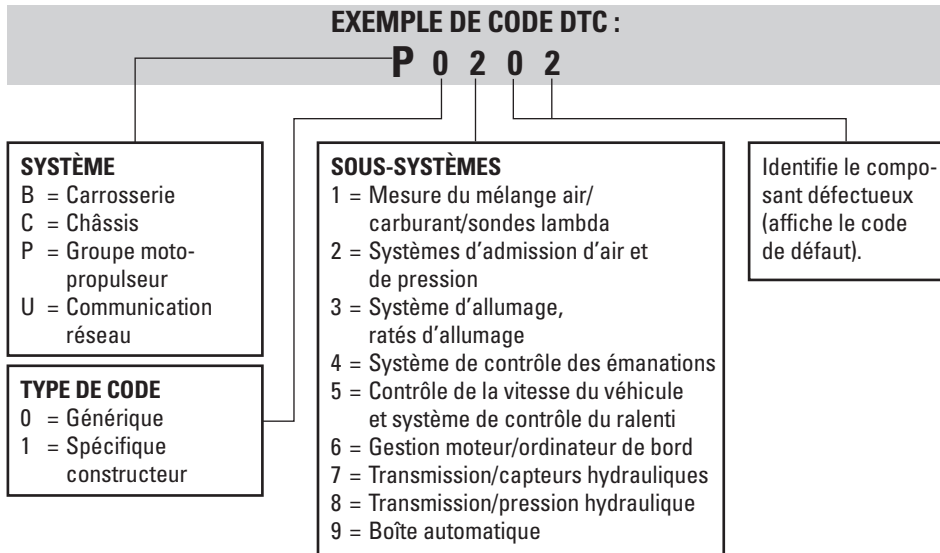 EXEMPLE DE CODE DTC :
P 0 2 0 2
SYSTÈME
B = Carrosserie
C = Châssis
P = Groupe moto-
propulseur
U = Communication
réseau
TYPE DE CODE
0 = Générique
1 = Spécifique
constructeur
SOUS-SYSTÈMES
1 = Mesure du mélange air/
carburant/sondes lambda
2 = Systèmes d'admission d'air et
de pression
3 = Système d'allumage,
ratés d'allumage
4 = Système de contrôle des émanations
5 = Contrôle de la vitesse du véhicule
et système de contrôle du ralenti
6 = Gestion moteur/ordinateur de bord
7 = Transmission/capteurs hydrauliques
8 = Transmission/pression hydraulique
9 = Boîte automatique
Identifie le compo-
sant défectueux
(affiche le code
de défaut).